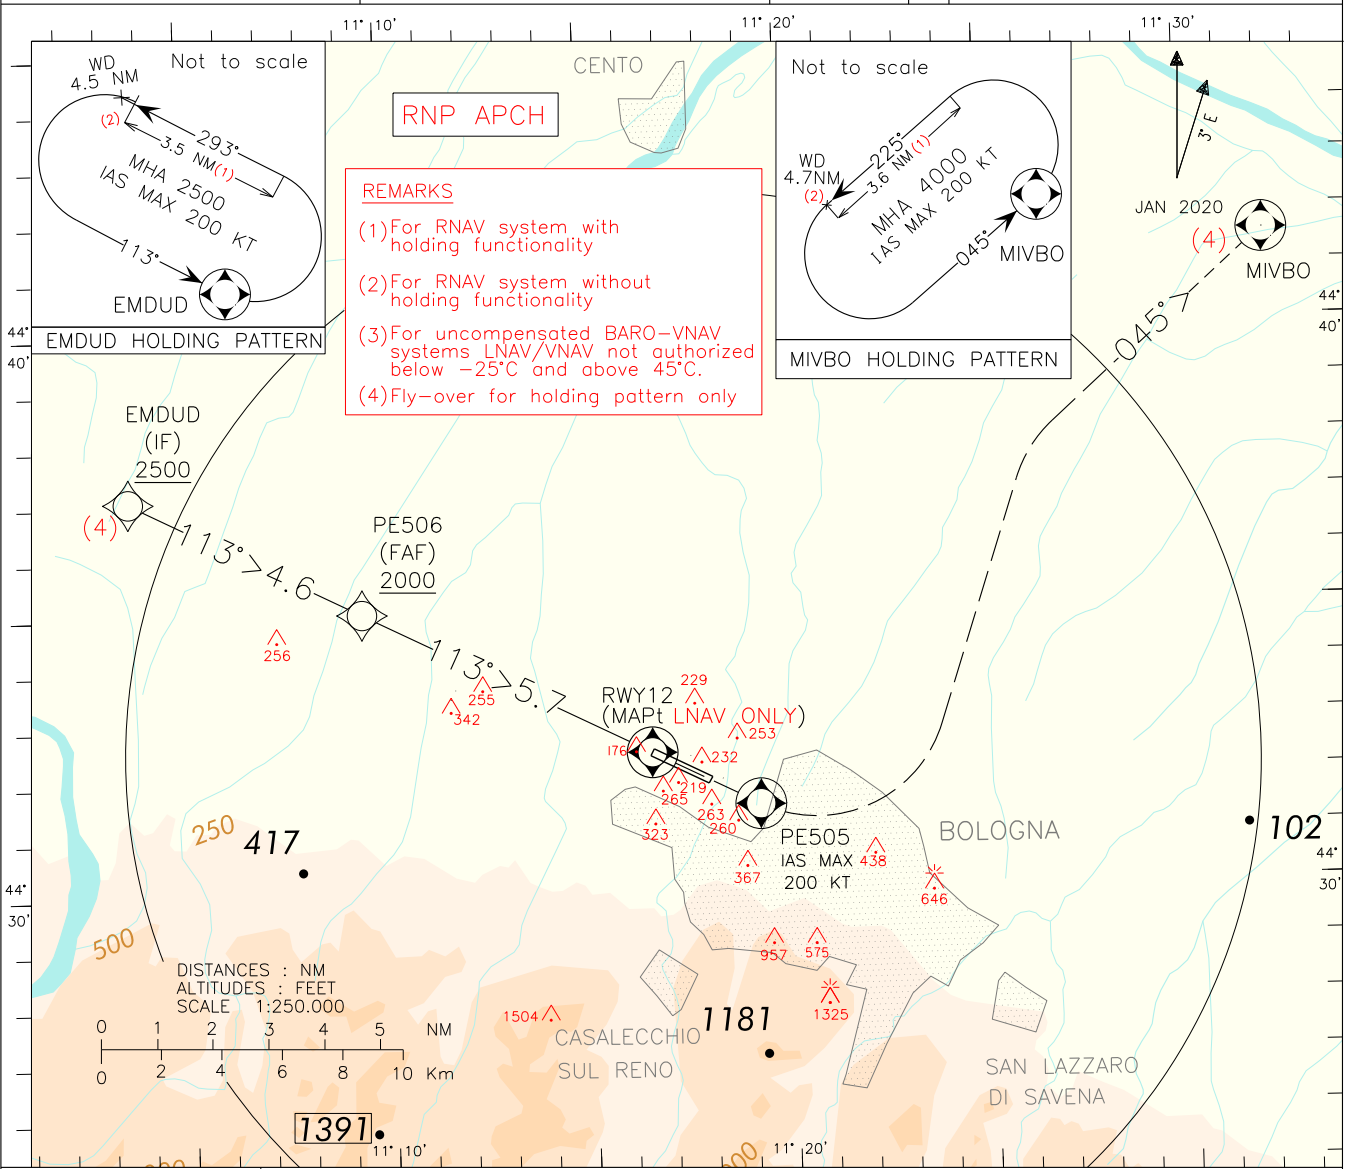 11° 10'
11° 20'
11° 30'
WD
4.5 NM
(2)
Not to scale
293°
3.5 NM(1)
MHA 2500
IAS MAX
200 KT
113°
EMDUD
EMDUD HOLDING PATTERN
CENTO
RNP APCH
REMARKS
(1) For RNAV system with
holding functionality
(2) For RNAV system without
holding functionality
(3) For uncompensated BARO-VNAV
systems LNAV/VNAV not authorized
below -25°C and above 45°C.
(4) Fly-over for holding pattern only
Not to scale
WD
4.7NM
(2)
225°
3.6 NM(1)
MHA 4000
IAS MAX 200 KT
045°
MIVBO
MIVBO HOLDING PATTERN
3° E
JAN 2020
(4)
MIVBO
44°
40'
44°
40'
045°>
EMDUD
(IF)
2500
(4)
113°>4.6
PE506
(FAF)
2000
256
113°>5.7
255
342
229
RWY12
(MAPt LNAV ONLY)
253
176
232
219
265
263
260
323
PE505
IAS MAX
200 KT
367
438
BOLOGNA
646
102
250
417
44°
30'
44°
30'
500
957
575
1325
DISTANCES : NM
ALTITUDES : FEET
SCALE 1:250.000
0 1 2 3 4 5 NM
0 2 4 6 8 10 Km
1504
CASALECCHIO
SUL RENO
1181
SAN LAZZARO
DI SAVENA
1391
11° 10'
11° 20'